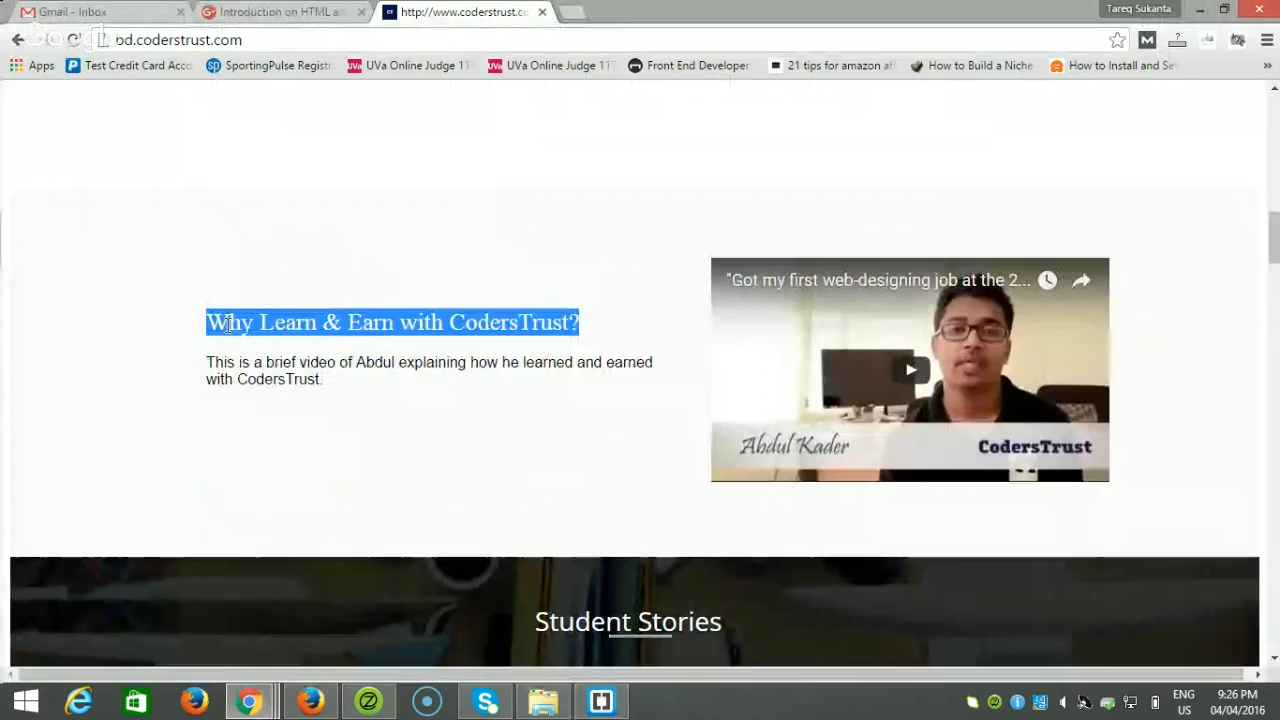 Gmail - Inbox
Introduction on HTML an
http://www.coderstrust.co
Tareq Sukanta
bd.coderstrust.com
Apps
Test Credit Card Acco
SportingPulse Registr
UVa Online Judge 11
UVa Online Judge 11
Front End Developer
21 tips for amazon aff
How to Build a Niche
How to Install and Se
"Got my first web-designing job at the 2...
Why Learn & Earn with CodersTrust?
This is a brief video of Abdul explaining how he learned and earned
with CodersTrust.
Abdul Kader
CodersTrust
Student Stories
ENG
US
9:26 PM
04/04/2016